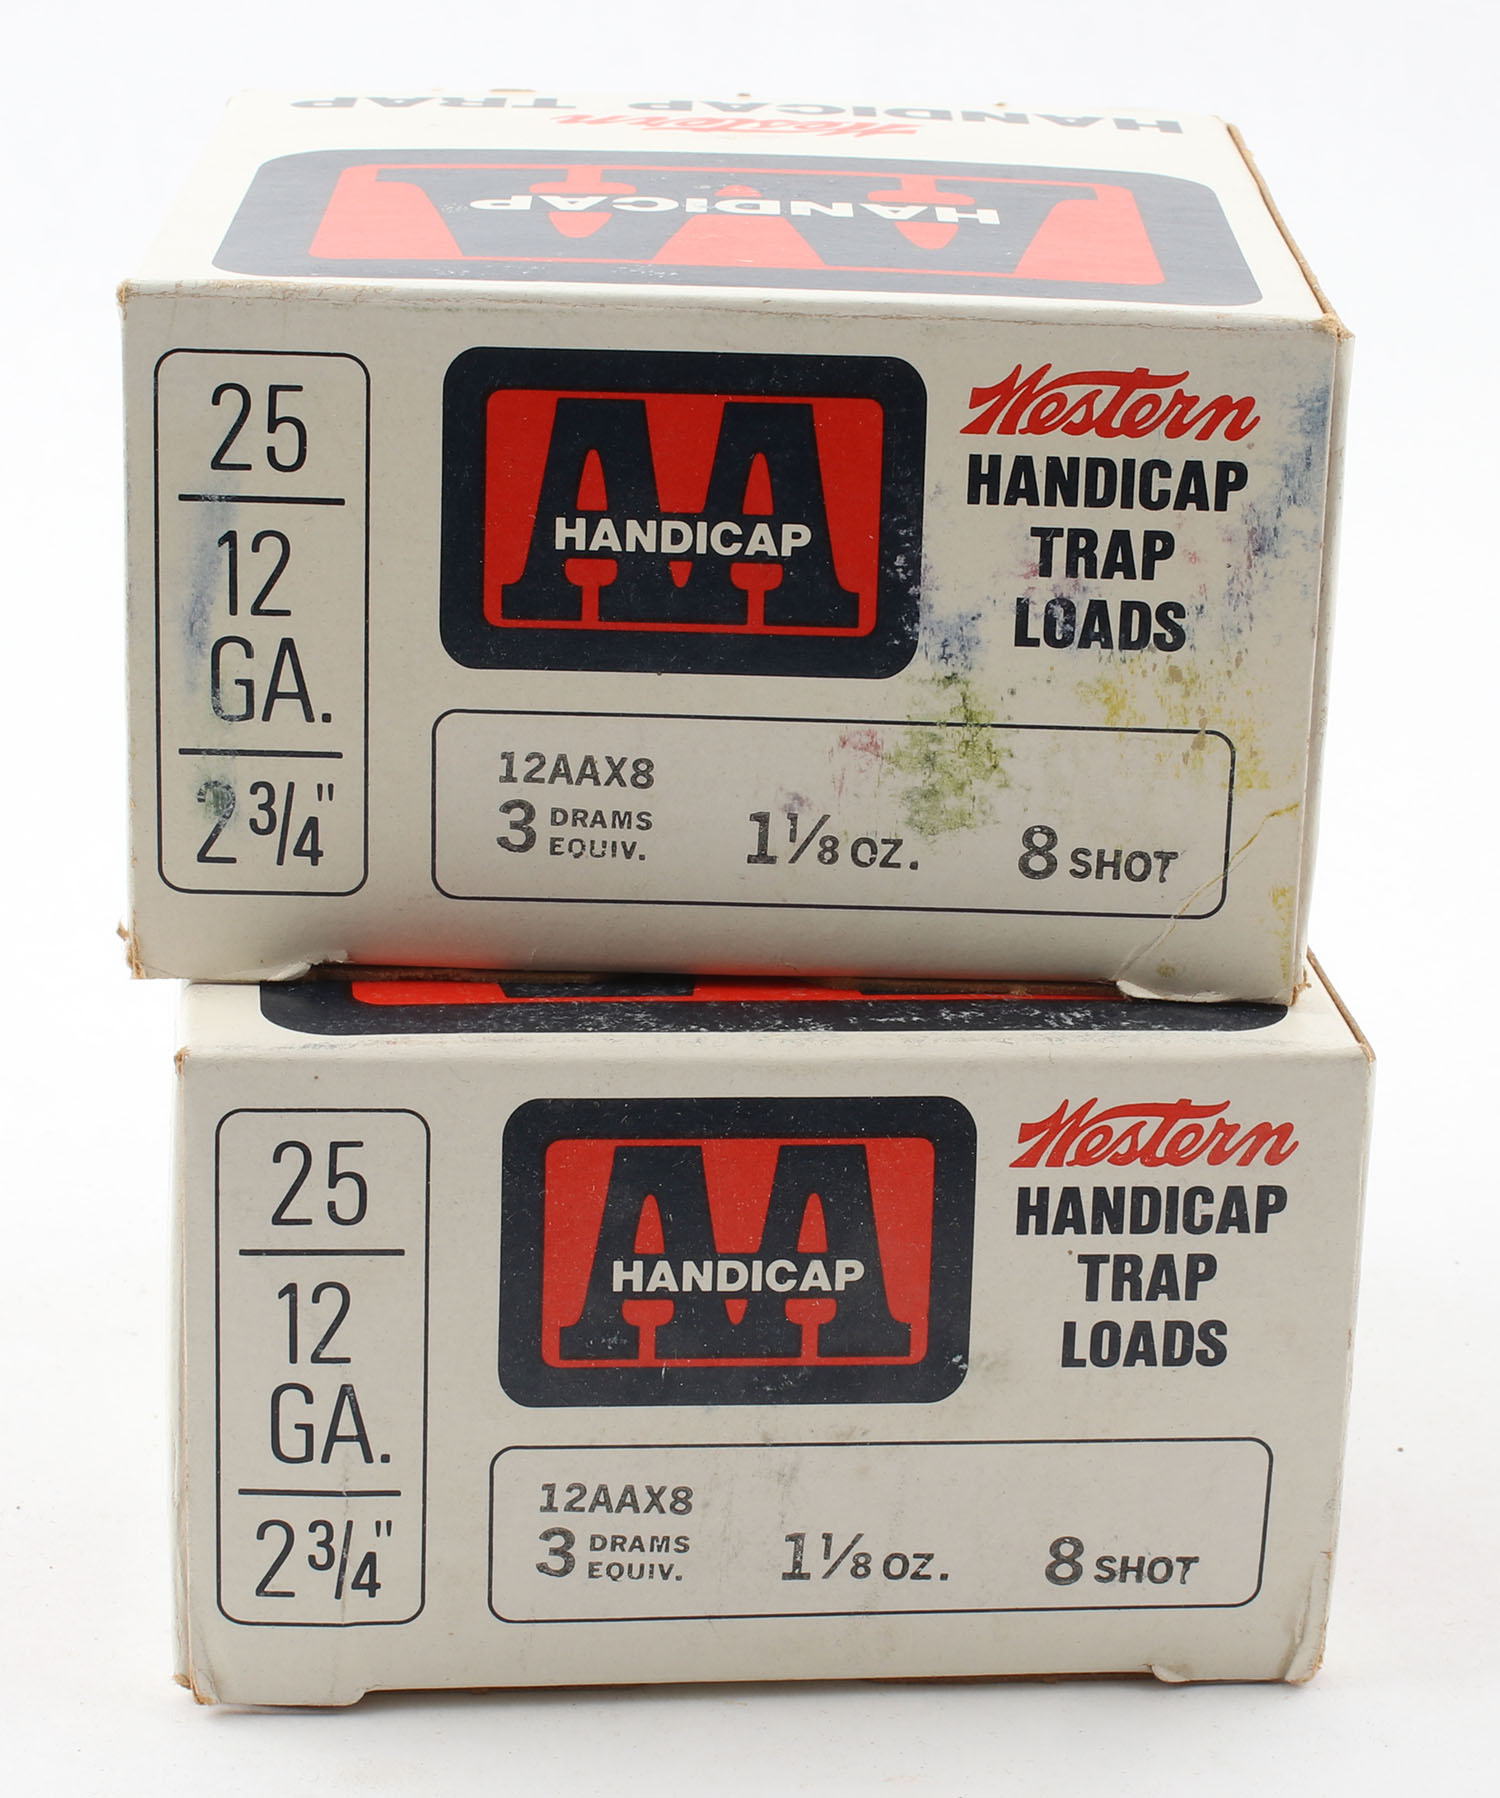 HANDICAP TRAP
Western
HANDICAP
25
12
GA.
2 3/4"
HANDICAP
AA
Western
HANDICAP
TRAP
LOADS
12AAX8
3 DRAMS EQUIV. 1 1/8 OZ. 8 SHOT
25
12
GA.
2 3/4"
AA
HANDICAP
Western
HANDICAP
TRAP
LOADS
12AAX8
3 DRAMS EQUIV. 1 1/8 OZ. 8 SHOT